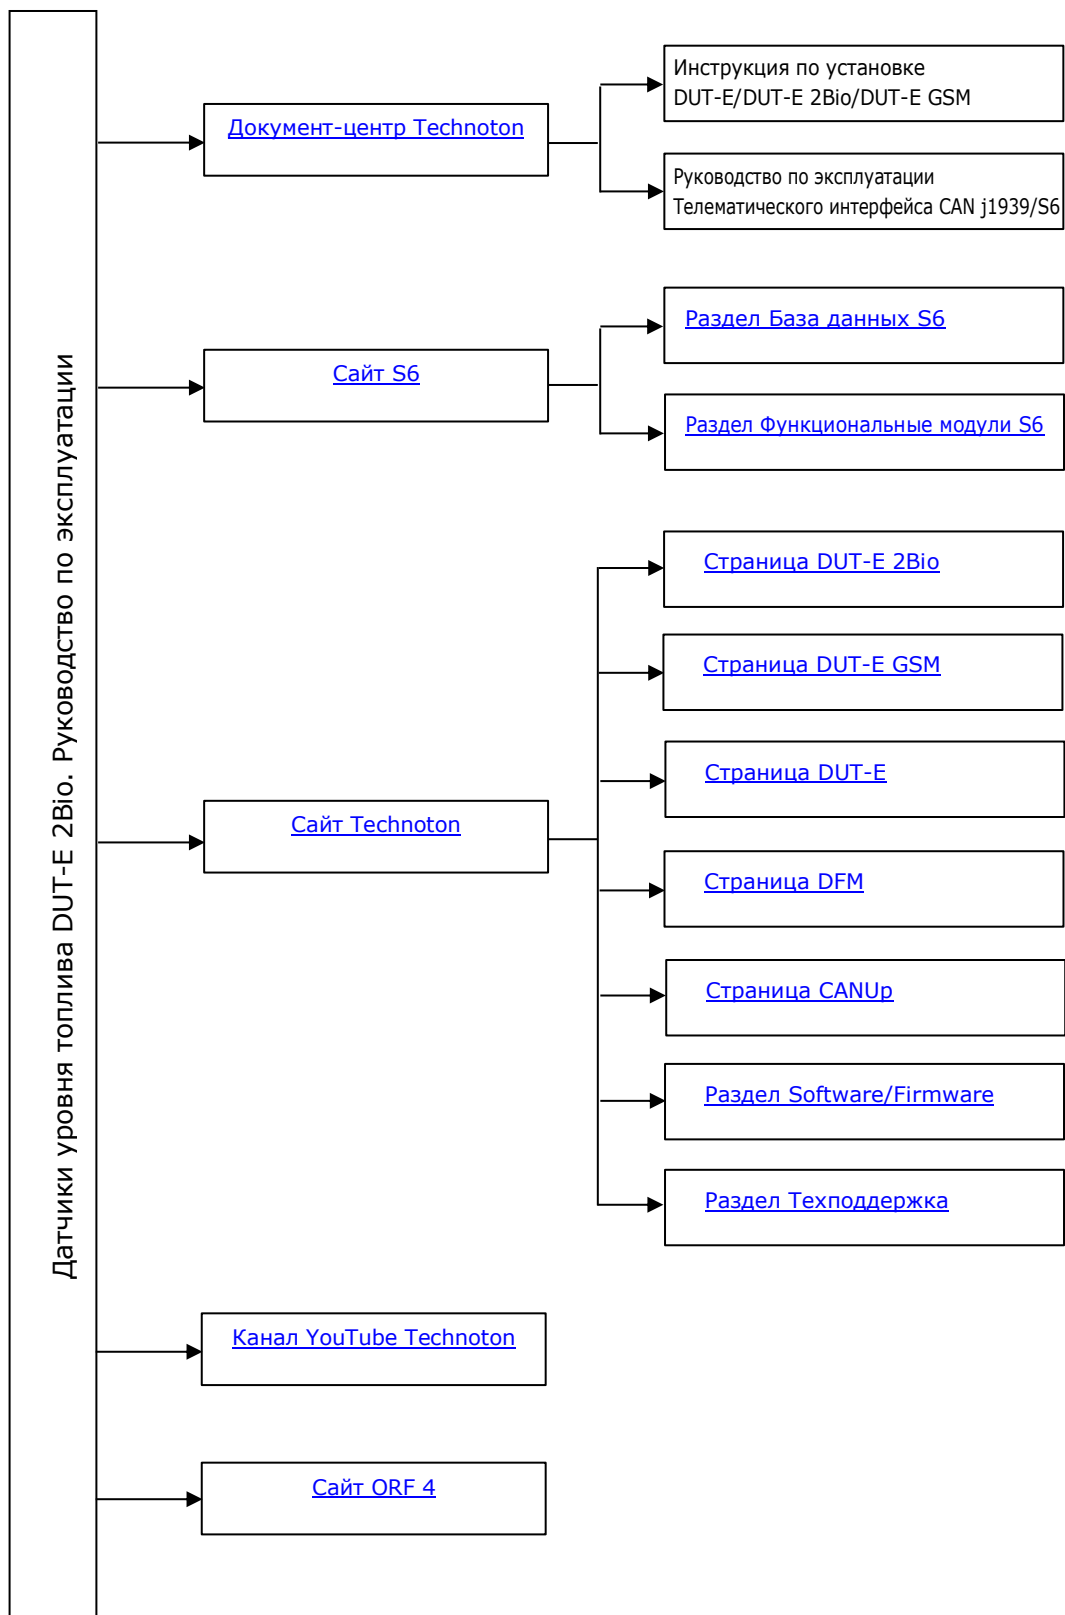 Датчики уровня топлива DUT-E 2Bio. Руководство по эксплуатации
Документ-центр Technoton
Инструкция по установке
DUT-E/DUT-E 2Bio/DUT-E GSM
Руководство по эксплуатации
Телематического интерфейса CAN j1939/S6
Сайт S6
Раздел База данных S6
Раздел Функциональные модули S6
Сайт Technoton
Страница DUT-E 2Bio
Страница DUT-E GSM
Страница DUT-E
Страница DFM
Страница CANUp
Раздел Software/Firmware
Раздел Техподдержка
Канал YouTube Technoton
Сайт ORF 4